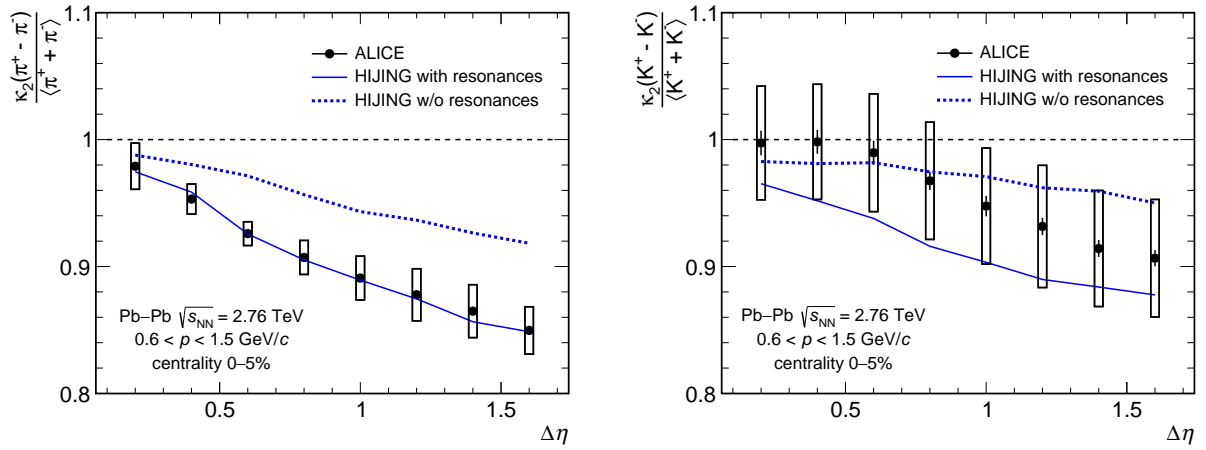 κ₂(π⁺ - π⁻)
⟨π⁺ + π⁻⟩
1.1
1
0.9
0.8
ALICE
HIJING with resonances
HIJING w/o resonances
Pb–Pb √sNN = 2.76 TeV
0.6 < p < 1.5 GeV/c
centrality 0–5%
0.5
1
1.5
Δη
κ₂(K⁺ - K⁻)
⟨K⁺ + K⁻⟩
1.1
1
0.9
0.8
ALICE
HIJING with resonances
HIJING w/o resonances
Pb–Pb √sNN = 2.76 TeV
0.6 < p < 1.5 GeV/c
centrality 0–5%
0.5
1
1.5
Δη